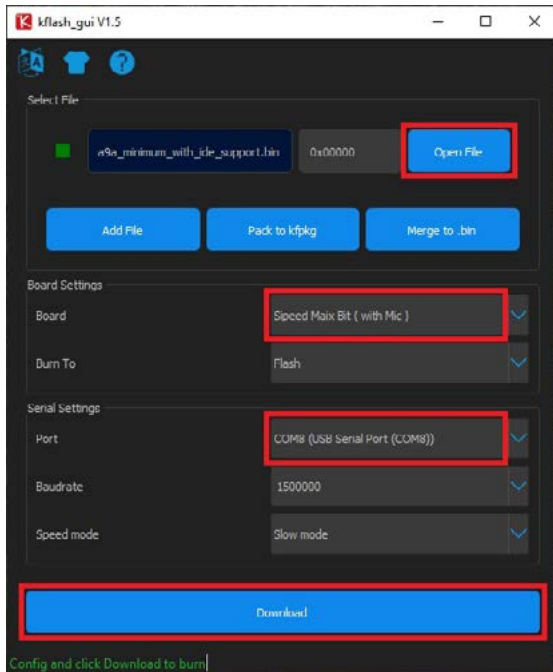 kflash_gui V1.5
Select File
a9a_minimum_with_ide_support.bin 0x00000 Open File
Add File Pack to kfpkg Merge to .bin
Board Settings
Board Sipeed Maix Bit ( with Mic )
Burn To Flash
Serial Settings
Port COM8 (USB Serial Port (COM8))
Baudrate 1500000
Speed mode Slow mode
Download
Config and click Download to burn